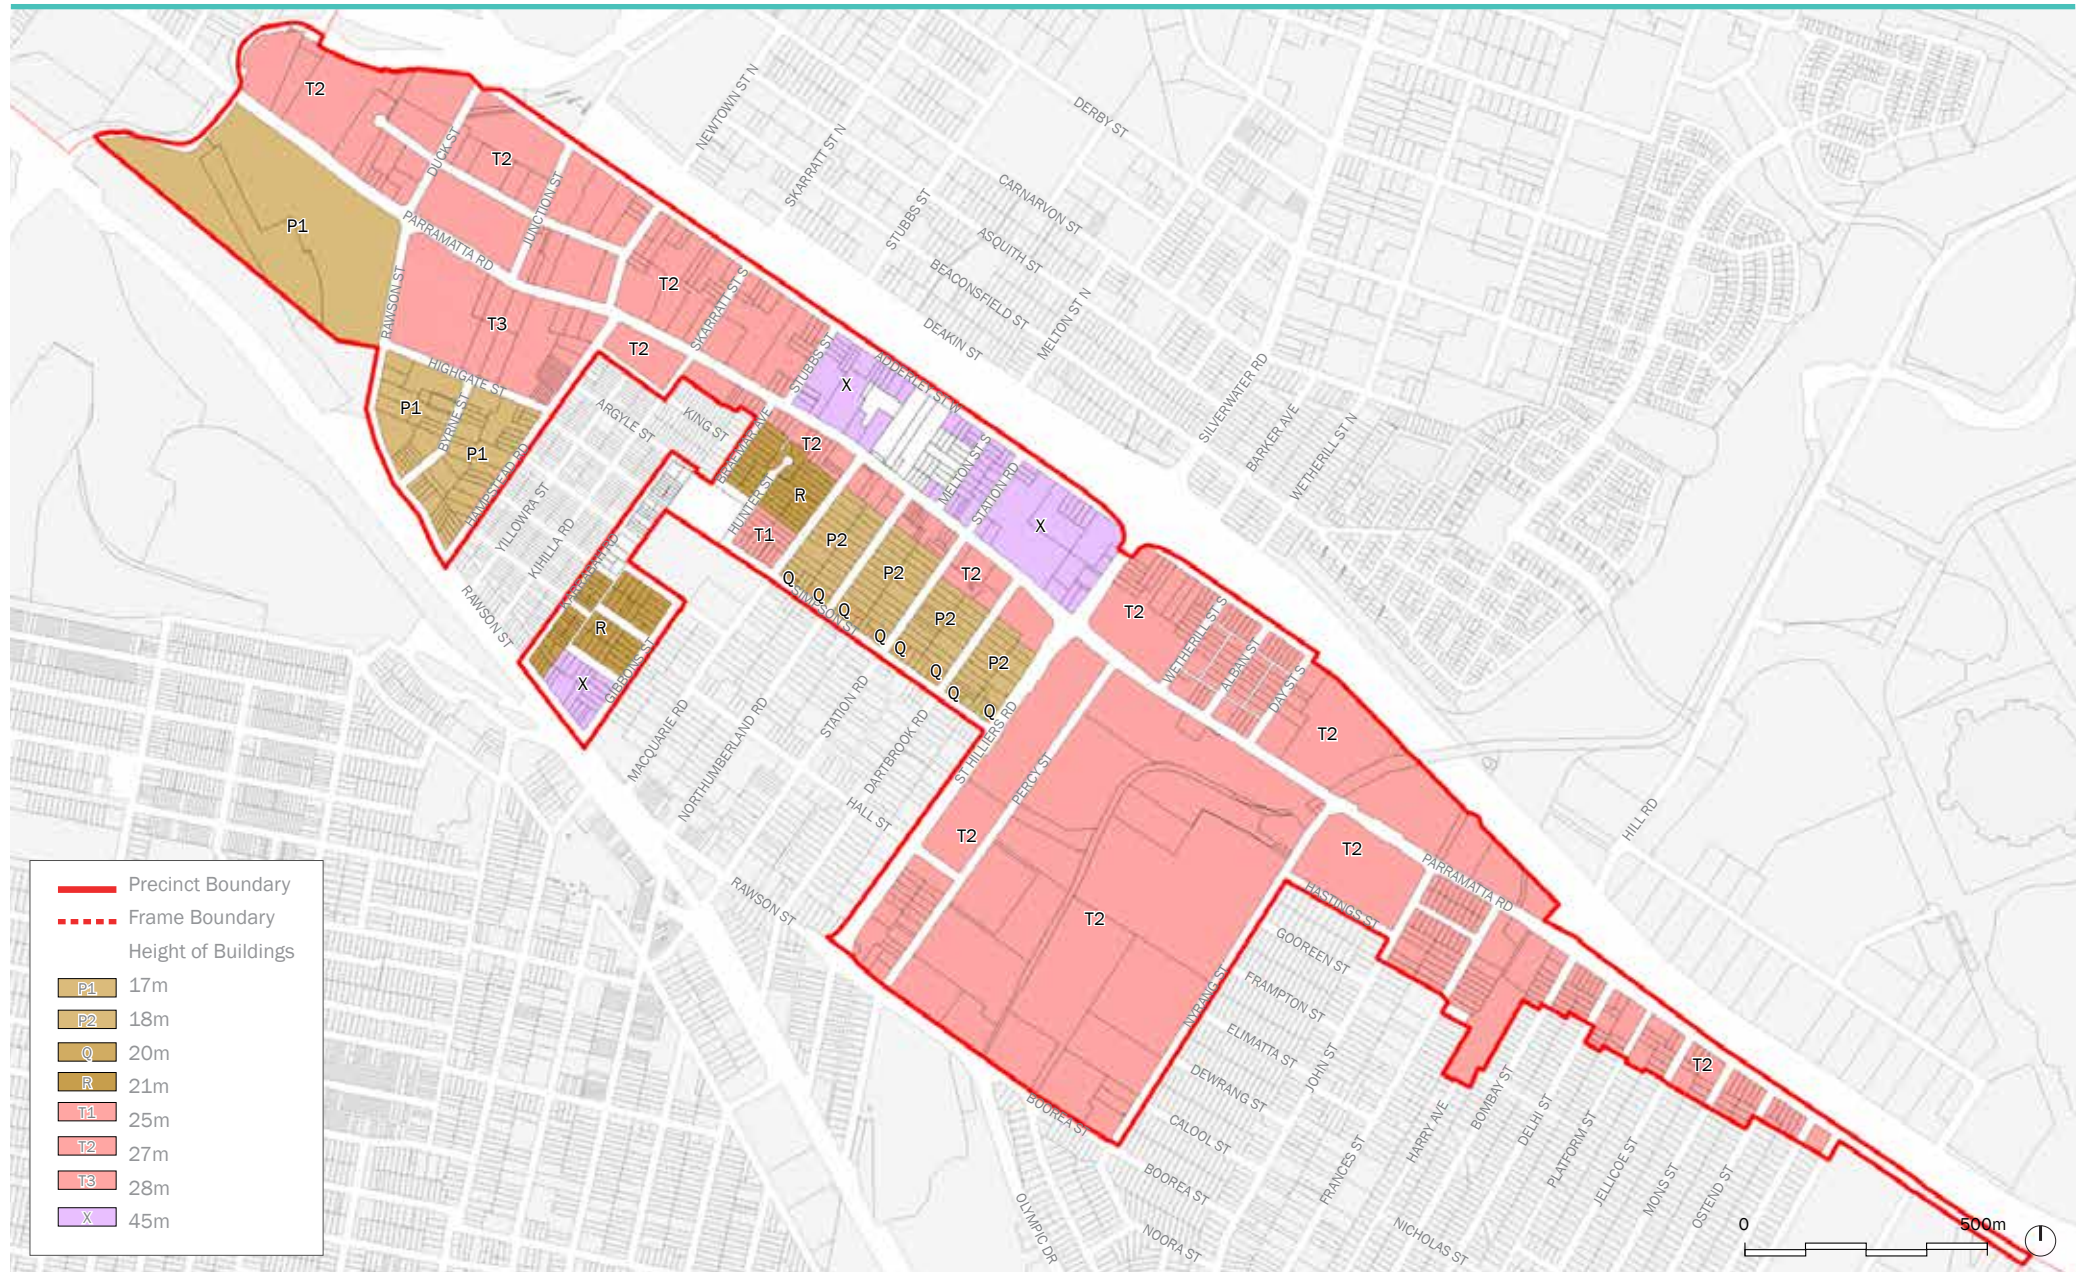 T2
NEWTOWN ST N
DERBY ST
SKARRATT ST N
DUCK ST
T2
CARNARVON ST
JUNCTION ST
STUBBS ST
P1
PARRAMATTA RD
ASQUITH ST
BEACONSFIELD ST
T2
SKARRATT ST S
RAWSON ST
T3
MELTON ST N
DEAKIN ST
T2
STUBBS ST
ADDERLEY ST W
HIGHGATE ST
X
SILVERWATER RD
P1
BYRNE ST
ARGYLE ST
KING ST
BRAEMAR AVE
BARKER AVE
WETHERILL ST N
T2
P1
HAMPSTEAD RD
MELTON ST S
STATION RD
R
HUNTER ST
YILLOWRA ST
X
T1
P2
KIHILLA RD
KARRABAH RD
P2
T2
Q
Q
SIMPSON ST
Q
T2
RAWSON ST
WETHERILL ST S
R
P2
Q
Q
ALBAN ST
P2
Q
DAY ST S
GIBBONS ST
X
Q
Q
T2
STATION RD
MACQUARIE RD
NORTHUMBERLAND RD
DARTBROOK RD
ST HILLIERS RD
PERCY ST
HALL ST
T2
T2
HILL RD
PARRAMATTA RD
RAWSON ST
HASTINGS ST
T2
GOOREEN ST
FRAMPTON ST
NYRANG ST
ELIMATTA ST
JOHN ST
T2
DEWRANG ST
BOOREA ST
CALOOL ST
HARRY AVE
BOMBAY ST
DELHI ST
PLATFORM ST
JELLICOE ST
MONS ST
OSTEND ST
FRANCES ST
BOOREA ST
OLYMPIC DR
NOORA ST
NICHOLAS ST
Precinct Boundary
Frame Boundary
Height of Buildings
P1 17m
P2 18m
Q 20m
R 21m
T1 25m
T2 27m
T3 28m
X 45m
0 500m